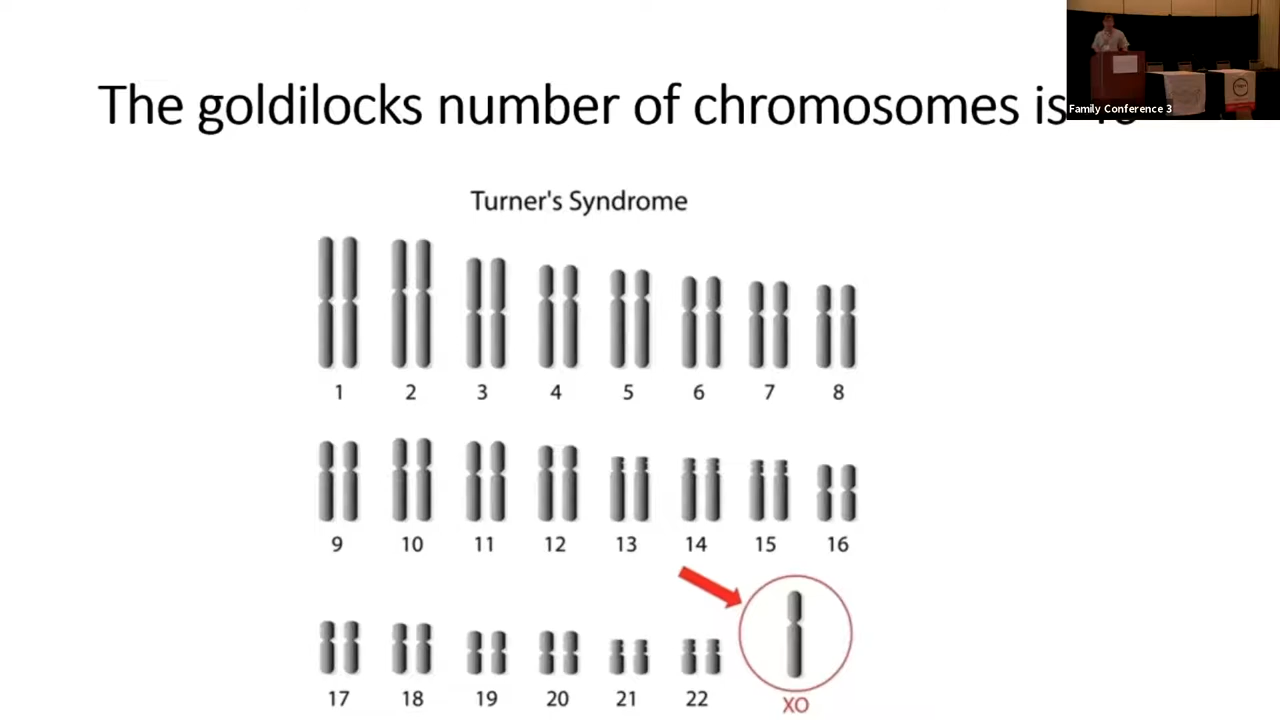 The goldilocks number of chromosomes is
Family Conference 3
Turner's Syndrome
1 2 3 4 5 6 7 8
9 10 11 12 13 14 15 16
17 18 19 20 21 22 XO